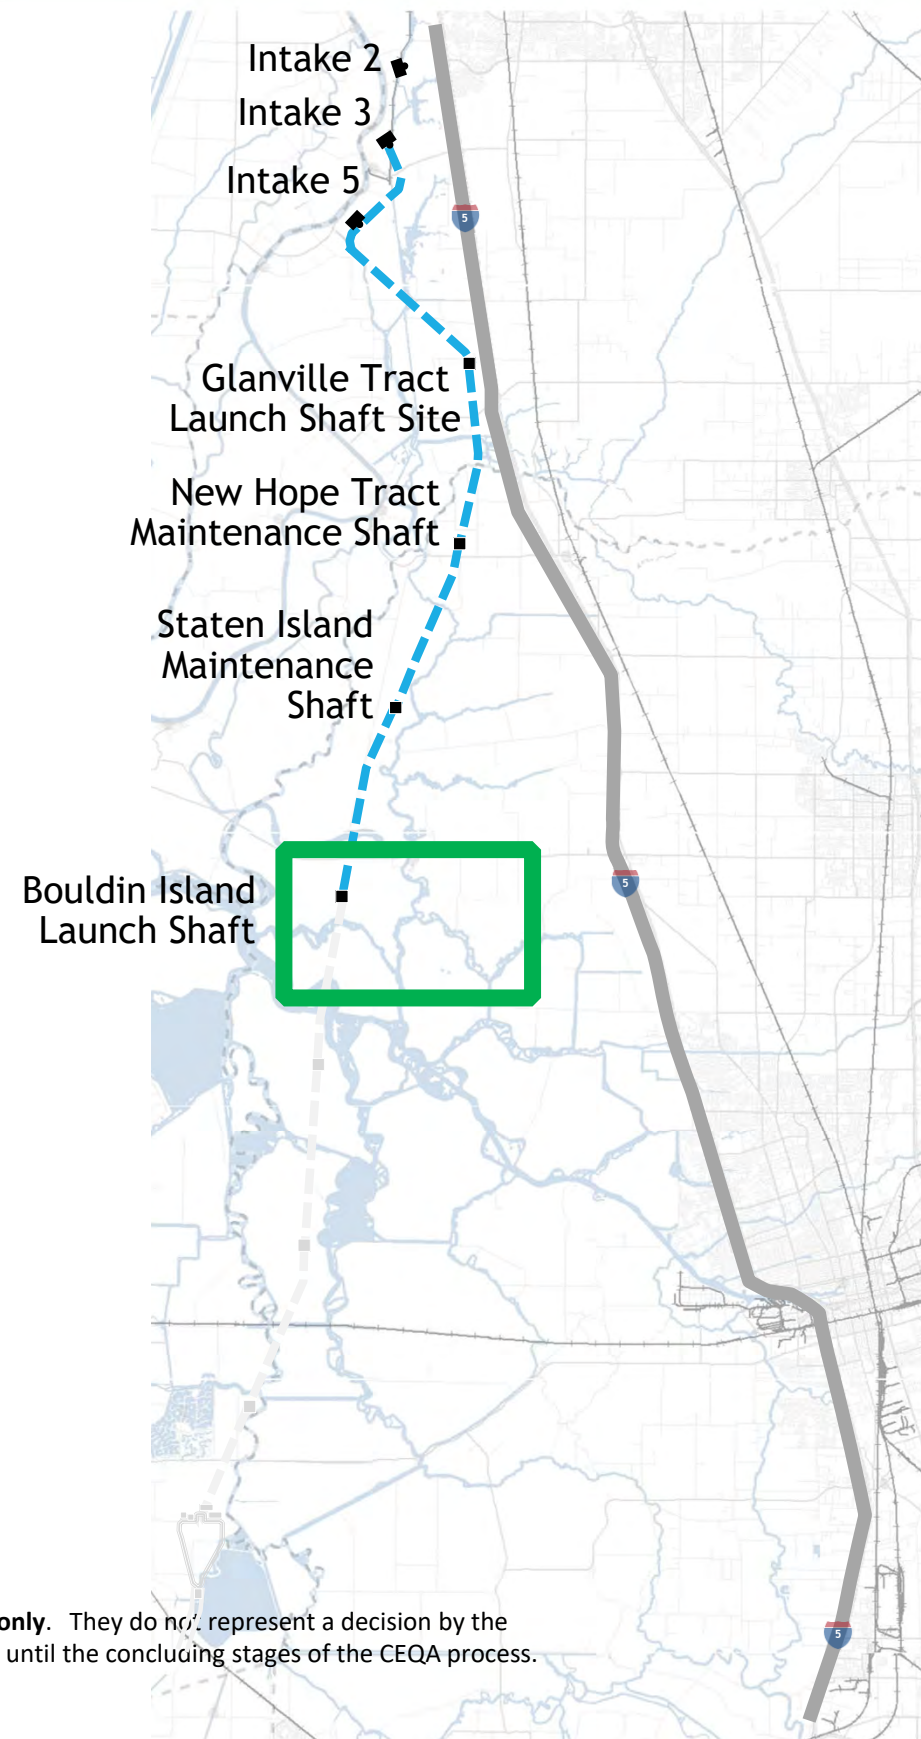 Intake 2
Intake 3
Intake 5
5
Glanville Tract
Launch Shaft Site
New Hope Tract
Maintenance Shaft
Staten Island
Maintenance
Shaft
5
Bouldin Island
Launch Shaft
only. They do not represent a decision by the
until the concluding stages of the CEQA process.
5